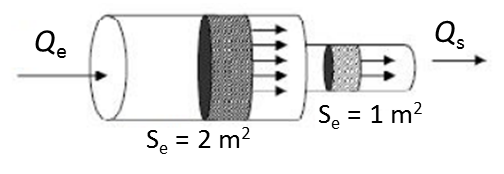 Qₑ
Qₛ
Sₑ = 2 m²
Sₑ = 1 m²